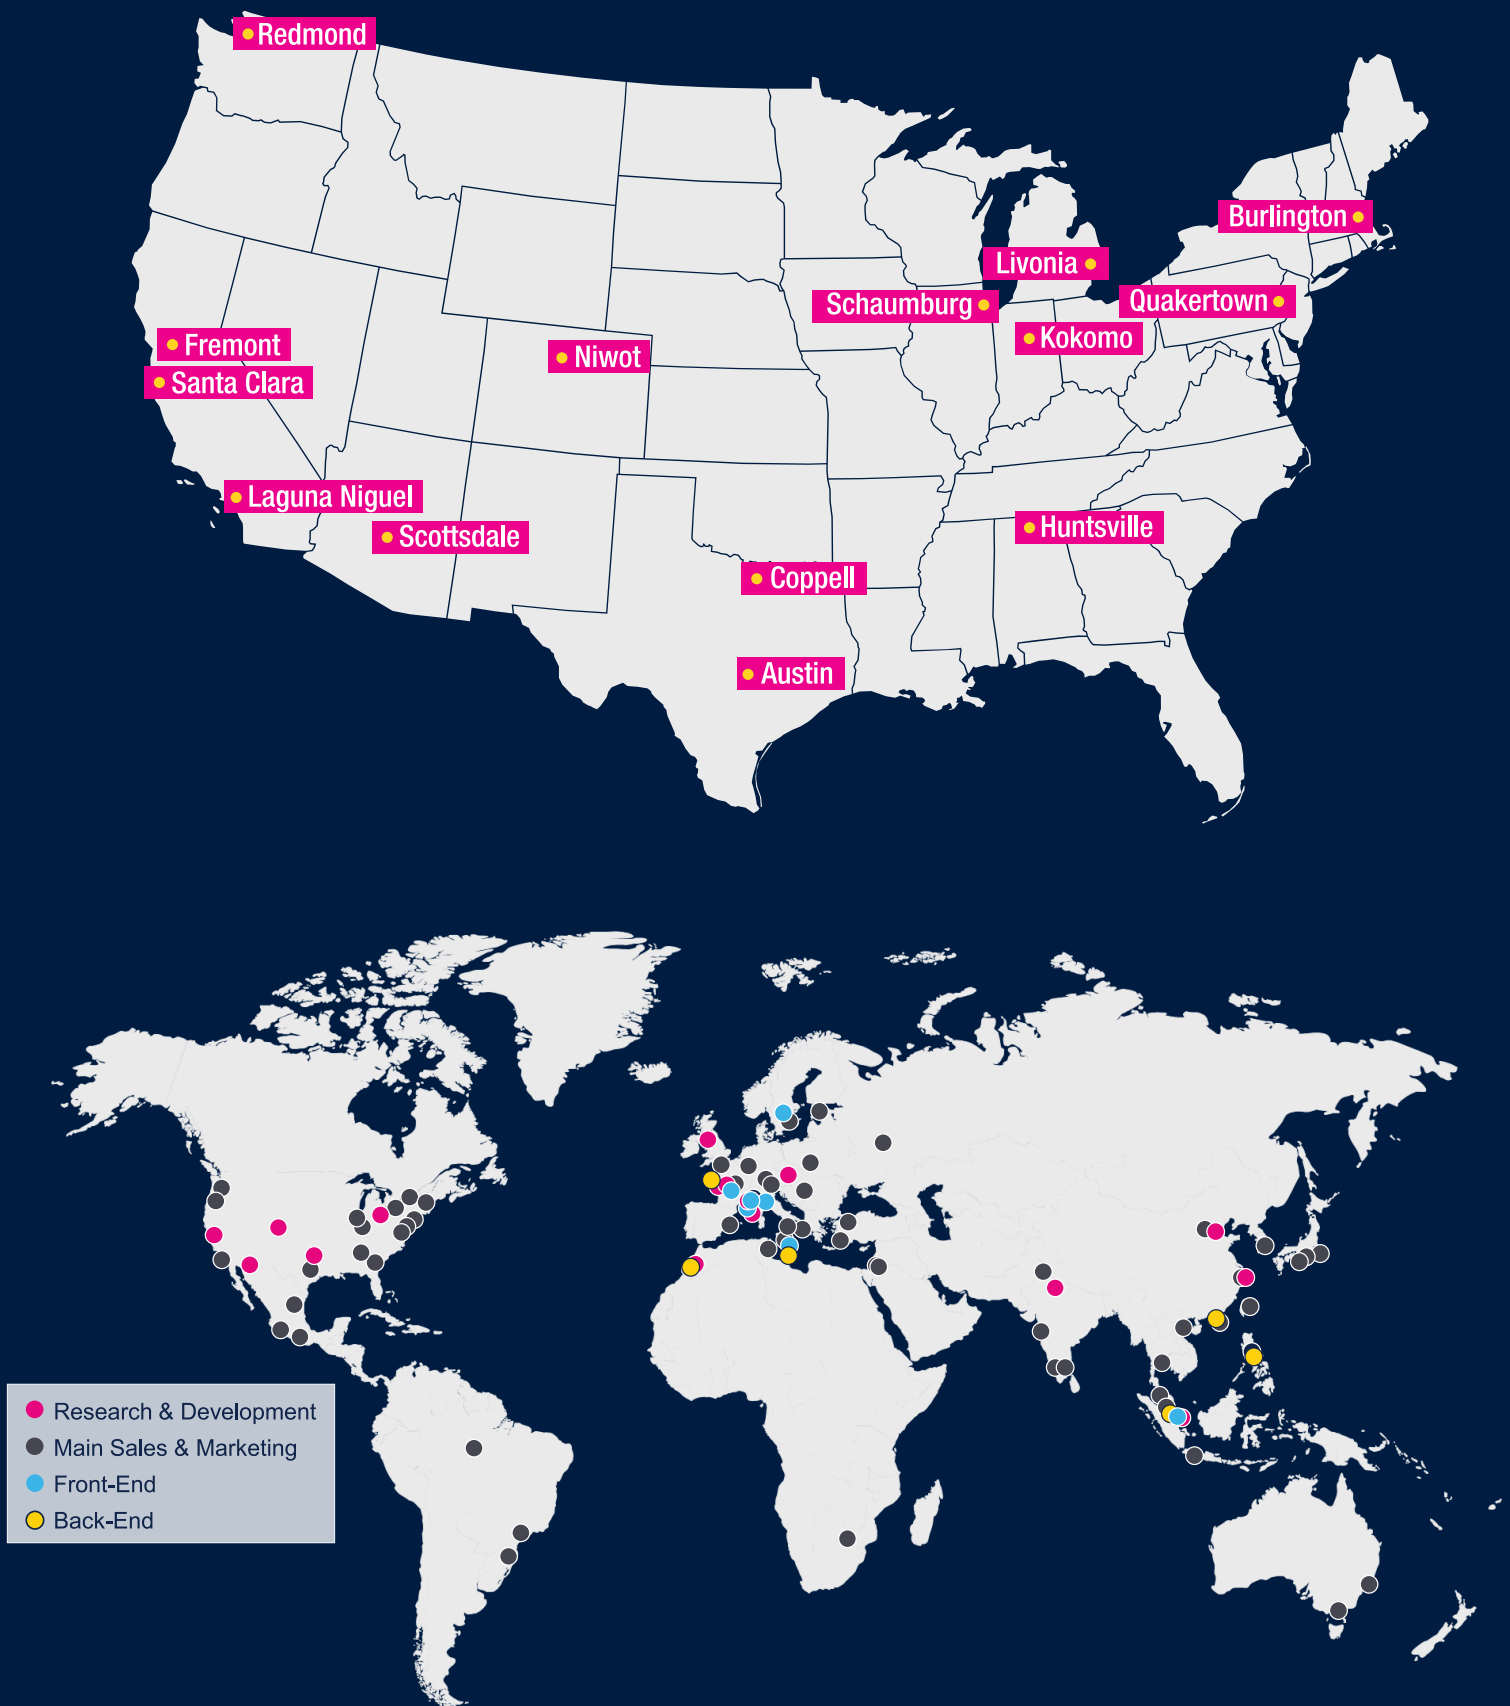 Redmond
Burlington
Livonia
Quakertown
Schaumburg
Kokomo
Fremont
Niwot
Santa Clara
Laguna Niguel
Scottsdale
Huntsville
Coppell
Austin
Research & Development
Main Sales & Marketing
Front-End
Back-End